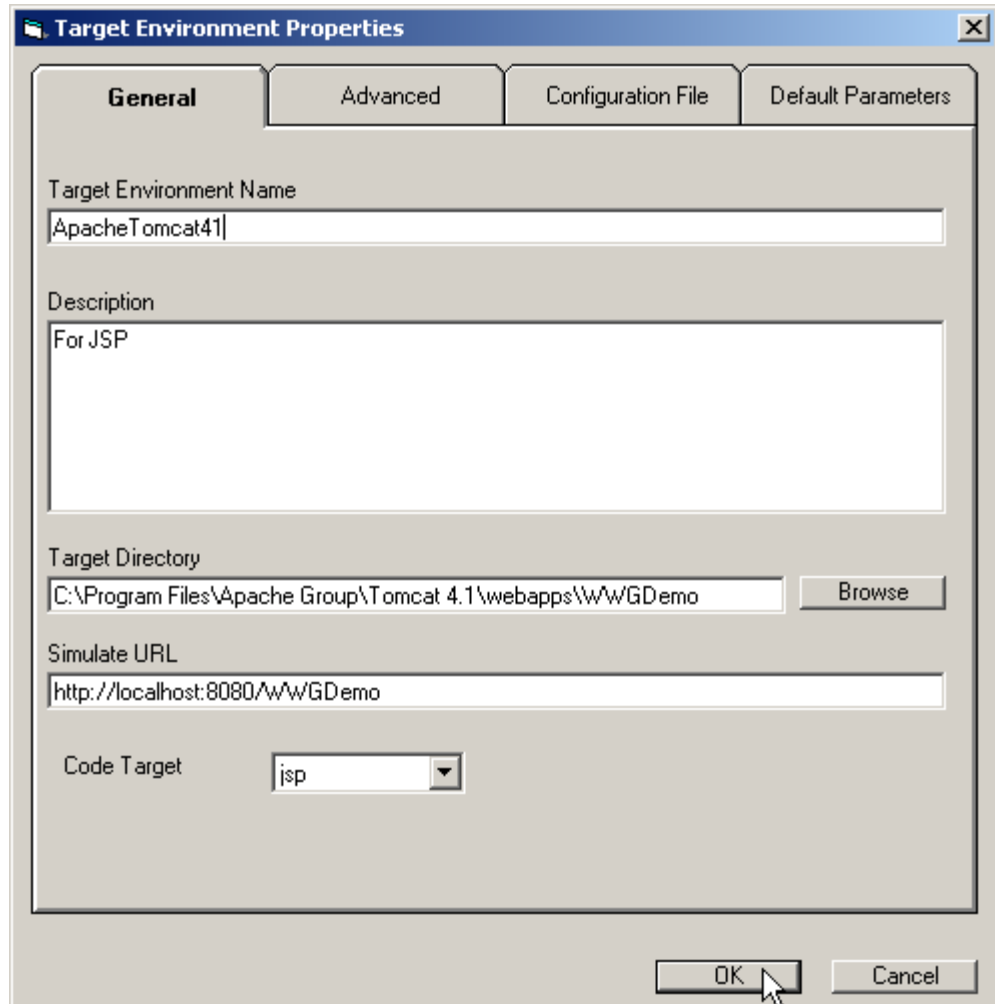 Target Environment Properties
General
Advanced
Configuration File
Default Parameters
Target Environment Name
ApacheTomcat41
Description
For JSP
Target Directory
C:\Program Files\Apache Group\Tomcat 4.1\webapps\WWGDemo
Browse
Simulate URL
http://localhost:8080/WWGDemo
Code Target
jsp
OK
Cancel